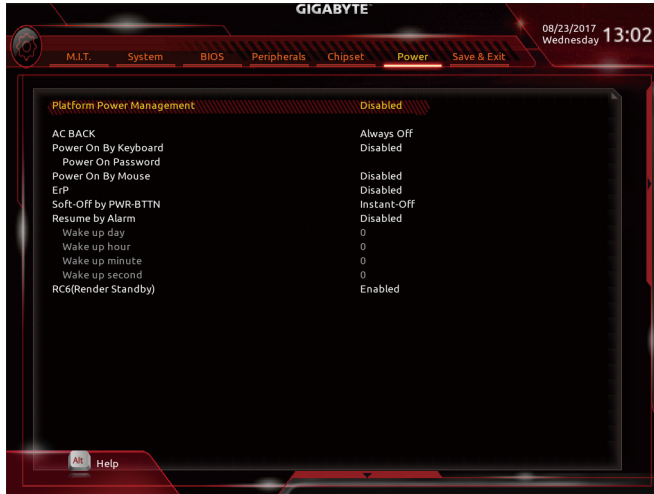 GIGABYTE™
08/23/2017
Wednesday
13:02
M.I.T. System BIOS Peripherals Chipset Power Save & Exit
Platform Power Management Disabled
AC BACK Always Off
Power On By Keyboard Disabled
Power On Password
Power On By Mouse Disabled
ErP Disabled
Soft-Off by PWR-BTTN Instant-Off
Resume by Alarm Disabled
Wake up day 0
Wake up hour 0
Wake up minute 0
Wake up second 0
RC6(Render Standby) Enabled
Alt Help